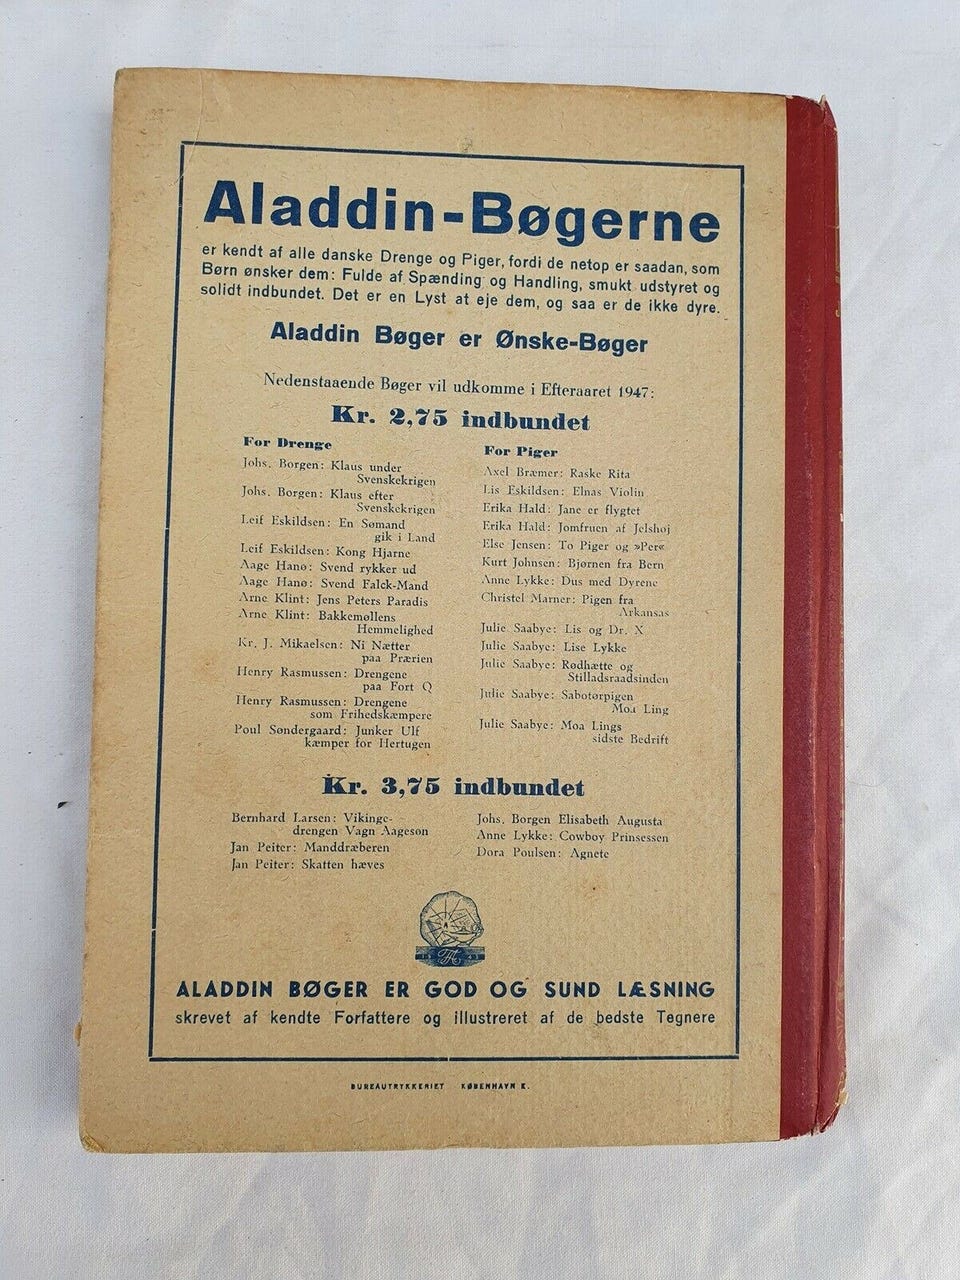 Aladdin-Bøgerne
er kendt af alle danske Drenge og Piger, fordi de netop er saadan, som
Børn ønsker dem: Fulde af Spænding og Handling, smukt udstyret og
solidt indbundet. Det er en Lyst at eje dem, og saa er de ikke dyre.
Aladdin Bøger er Ønske-Bøger
Nedenstaaende Bøger vil udkomme i Efteraaret 1947:
Kr. 2,75 indbundet
For Drenge
Johs. Borgen: Klaus under
Svenskekrigen
Johs. Borgen: Klaus efter
Svenskekrigen
Leif Eskildsen: En Sømand
gik i Land
Leif Eskildsen: Kong Hjarne
Aage Hanø: Svend rykker ud
Aage Hanø: Svend Falck-Mand
Arne Klint: Jens Peters Paradis
Arne Klint: Bakkemøllens
Hemmelighed
Kr. J. Mikaelsen: Ni Nætter
paa Prærien
Henry Rasmussen: Drengene
paa Fort Q
Henry Rasmussen: Drengene
som Frihedskæmpere
Poul Søndergaard: Junker Ulf
kæmper for Hertugen
For Piger
Axel Bræmer: Raske Rita
Lis Eskildsen: Elnas Violin
Erika Hald: Jane er flygtet
Erika Hald: Jomfruen af Jelshøj
Else Jensen: To Piger og »Per«
Kurt Johnsen: Bjørnen fra Bern
Anne Lykke: Dus med Dyrene
Christel Marner: Pigen fra
Arkansas
Julie Saabye: Lis og Dr. X
Julie Saabye: Lise Lykke
Julie Saabye: Rødhætte og
Stilladsraadsinden
Julie Saabye: Sabotørpigen
Moa Ling
Julie Saabye: Moa Lings
sidste Bedrift
Kr. 3,75 indbundet
Bernhard Larsen: Vikinge-
drengen Vagn Aagesøn
Jan Peiter: Manddræberen
Jan Peiter: Skatten hæves
Johs. Borgen Elisabeth Augusta
Anne Lykke: Cowboy Prinsessen
Dora Poulsen: Agnete
ALADDIN BØGER ER GOD OG SUND LÆSNING
skrevet af kendte Forfattere og illustreret af de bedste Tegnere
BUREAUTRYKKERIET KØBENHAVN K.